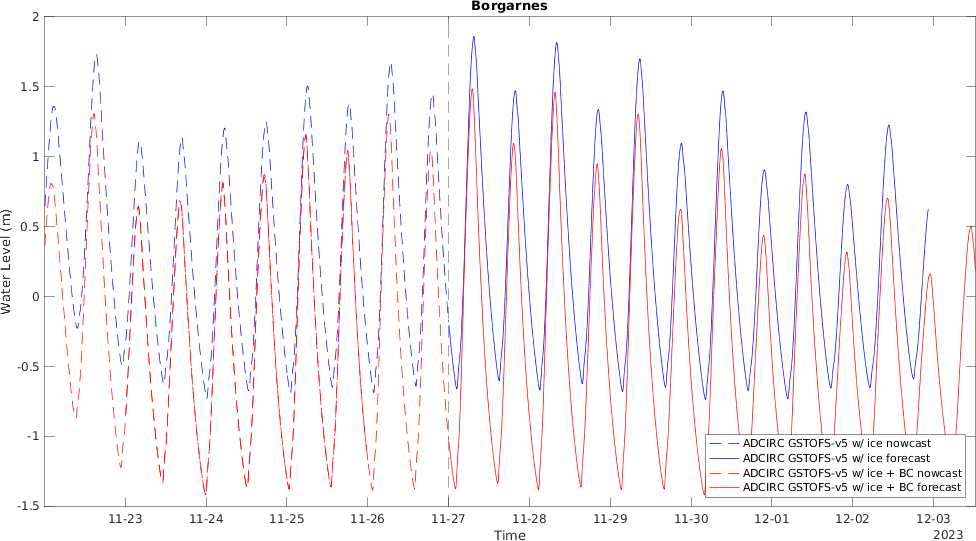 Borgarnes
2
1.5
1
0.5
0
-0.5
-1
-1.5
Water Level (m)
ADCIRC GSTOFS-v5 w/ ice nowcast
ADCIRC GSTOFS-v5 w/ ice forecast
ADCIRC GSTOFS-v5 w/ ice + BC nowcast
ADCIRC GSTOFS-v5 w/ ice + BC forecast
11-23 11-24 11-25 11-26 11-27 11-28 11-29 11-30 12-01 12-02 12-03
Time
2023